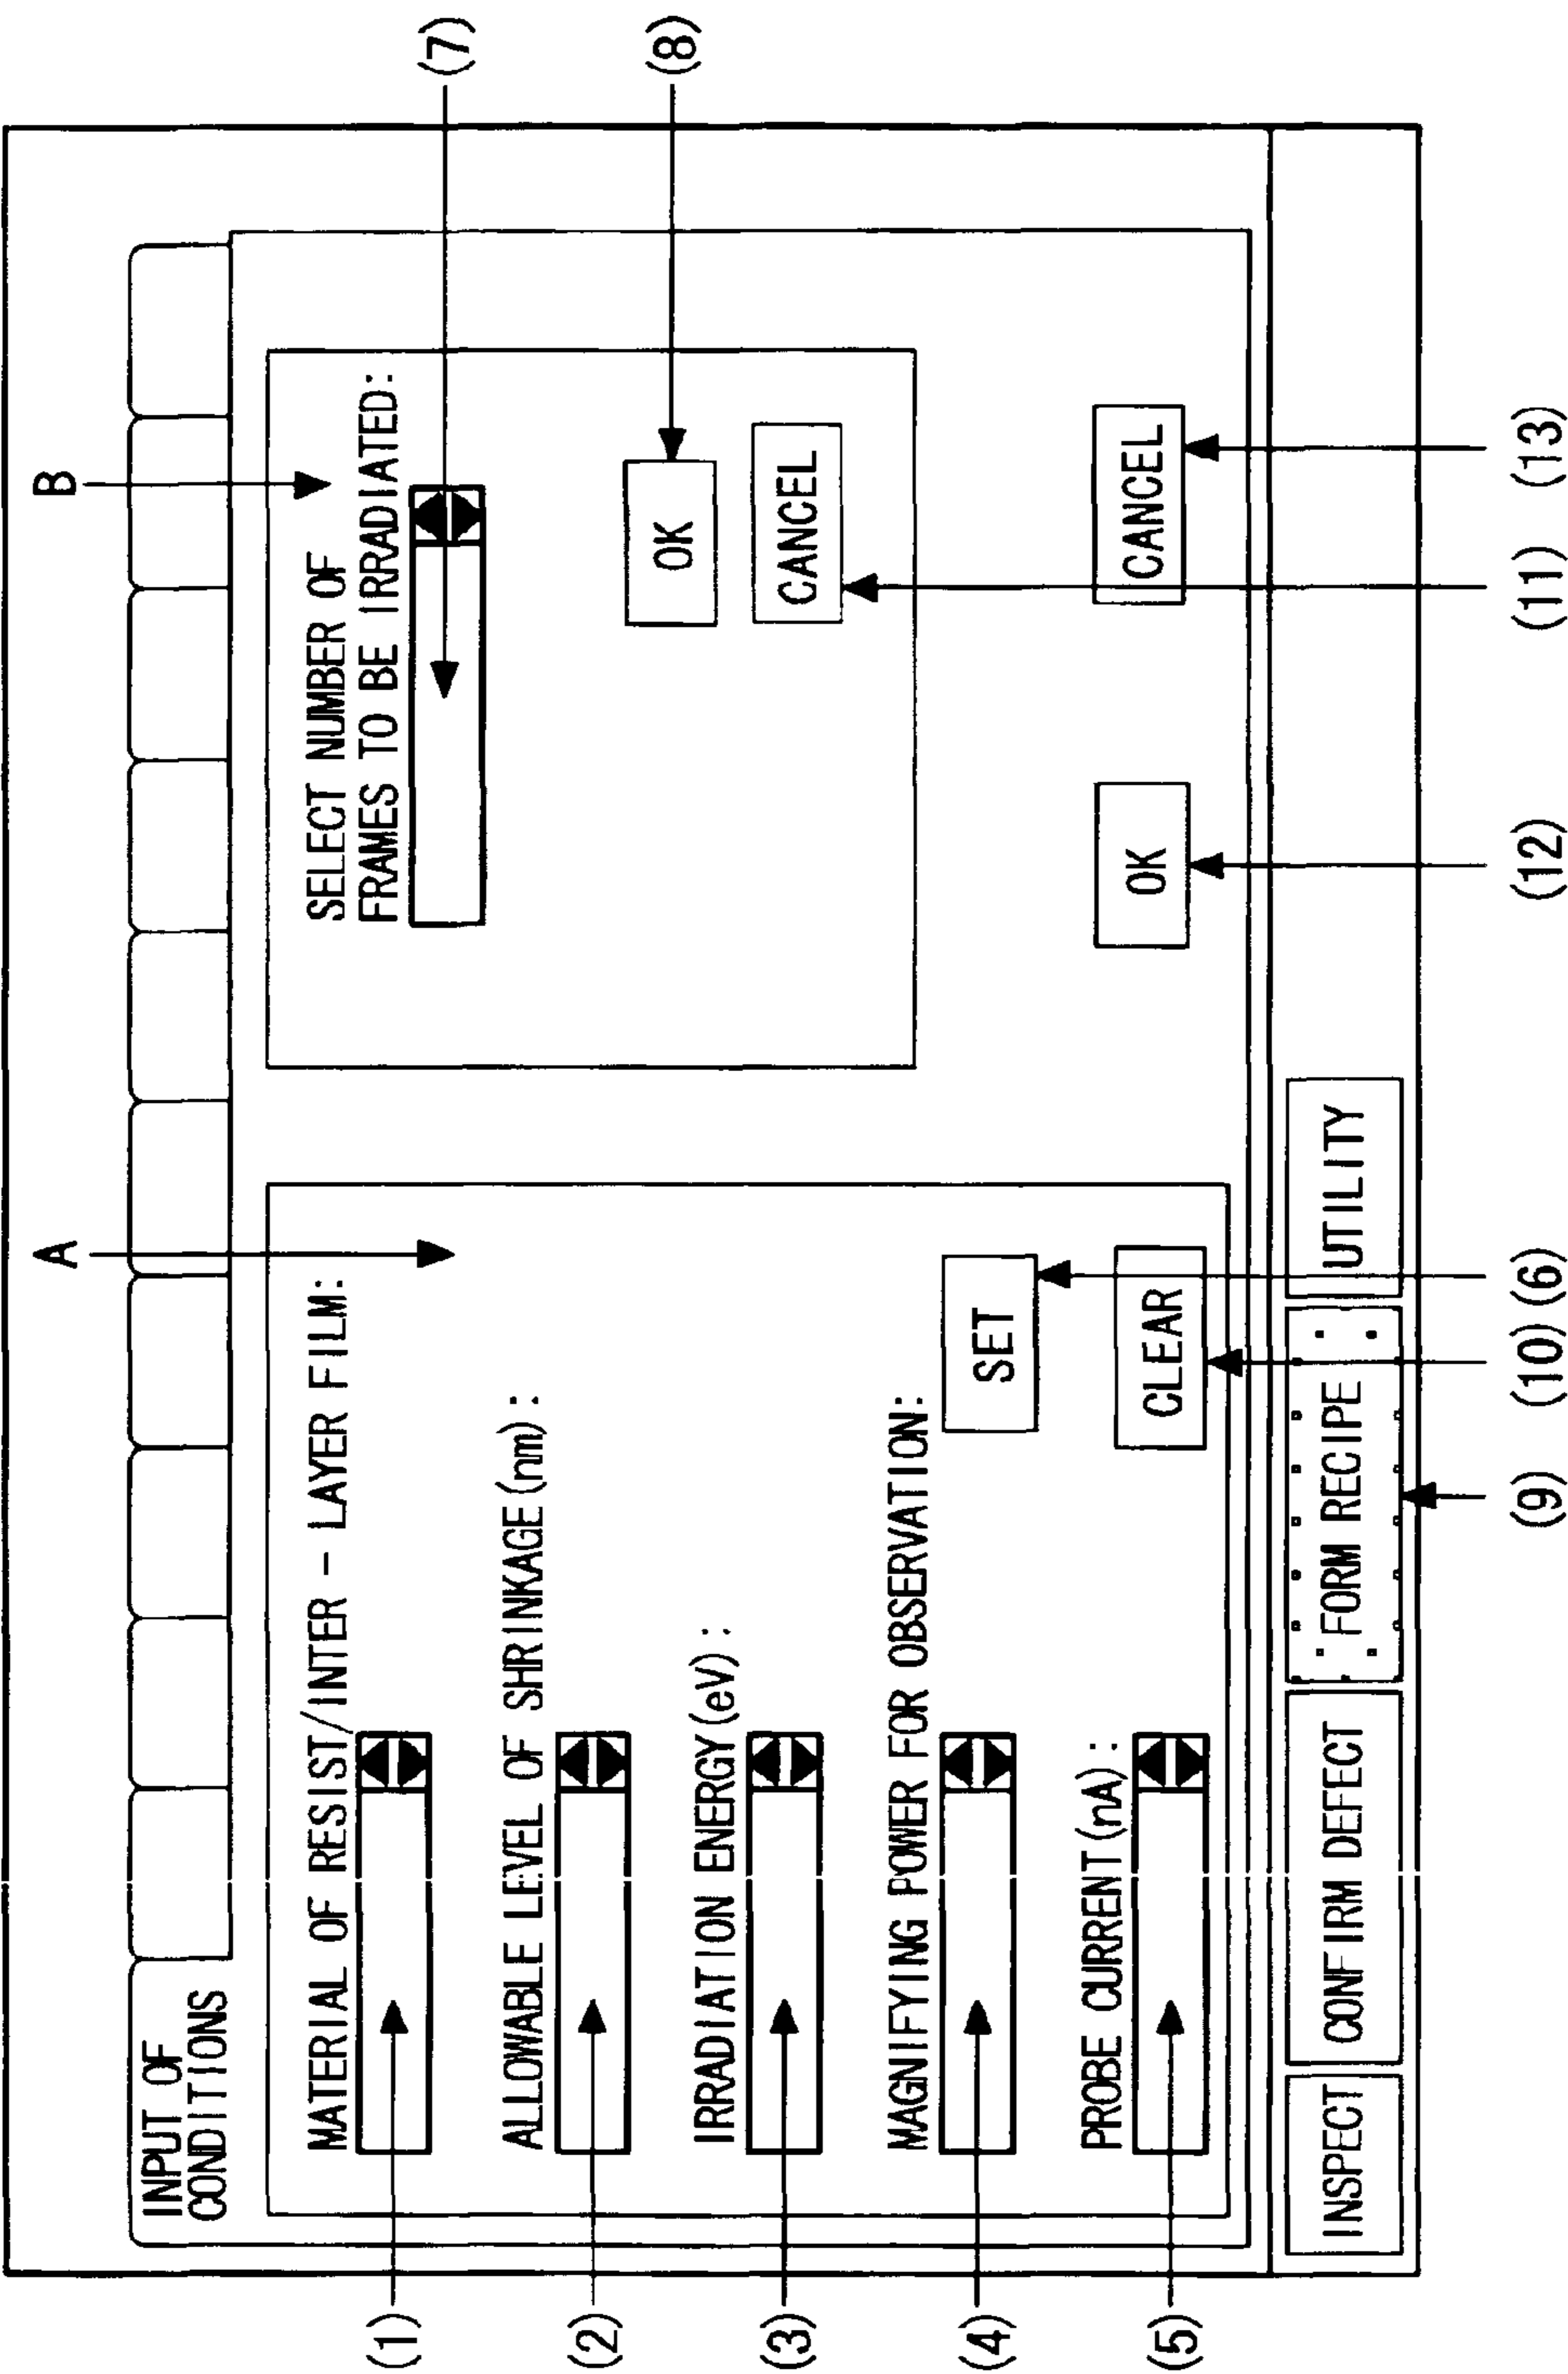 A
B
INPUT OF
CONDITIONS
MATERIAL OF RESIST/INTER - LAYER FILM:
(1)
ALLOWABLE LEVEL OF SHRINKAGE(nm):
(2)
IRRADIATION ENERGY(eV):
(3)
MAGNIFYING POWER FOR OBSERVATION:
(4)
PROBE CURRENT(nA):
(5)
SET
CLEAR
SELECT NUMBER OF
FRAMES TO BE IRRADIATED:
(7)
OK
(8)
CANCEL
OK
CANCEL
INSPECT
CONFIRM DEFECT
FORM RECIPE
UTILITY
(9)
(10)
(6)
(12)
(11)
(13)